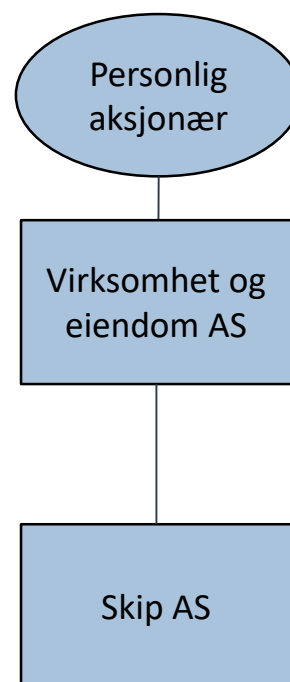 Personlig
aksjonær
Virksomhet og
eiendom AS
Skip AS